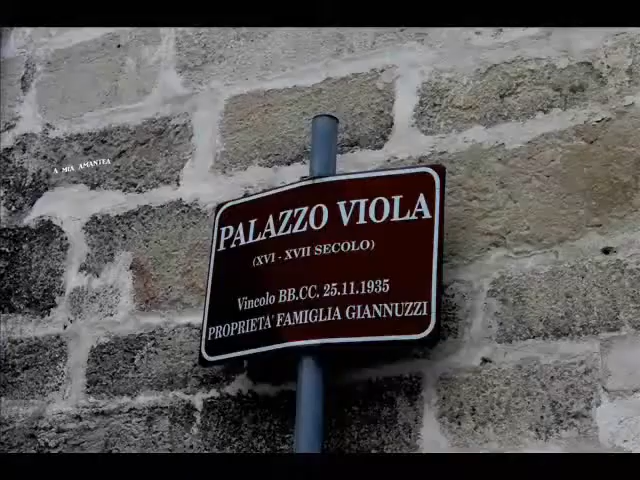 A MIA AMANTEA
PALAZZO VIOLA
(XVI - XVII SECOLO)
Vincolo BB.CC. 25.11.1935
PROPRIETA' FAMIGLIA GIANNUZZI